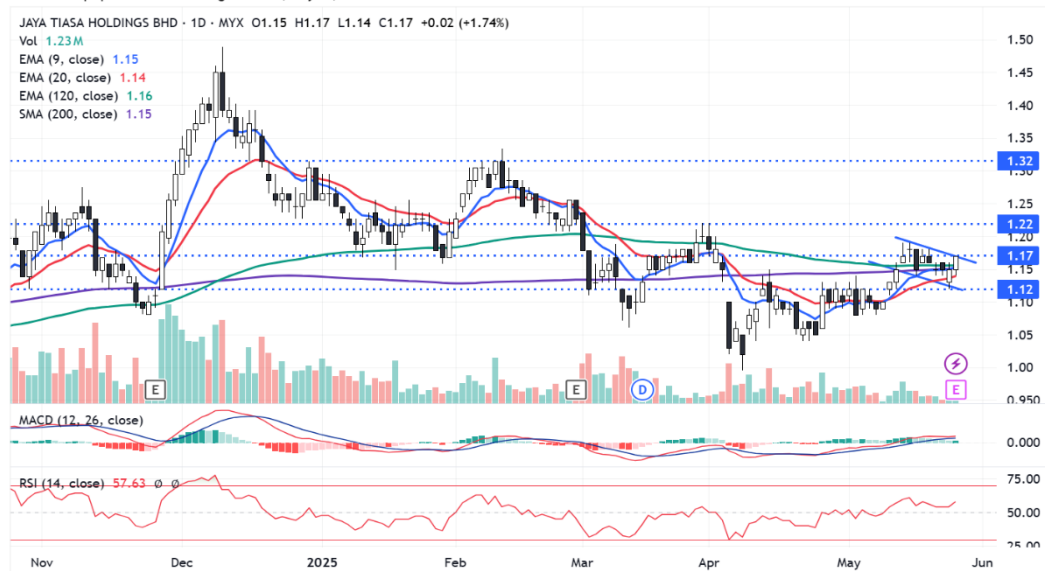 JAYA TIASA HOLDINGS BHD · 1D · MYX O1.15 H1.17 L1.14 C1.17 +0.02 (+1.74%)
Vol 1.23M
EMA (9, close) 1.15
EMA (20, close) 1.14
EMA (120, close) 1.16
SMA (200, close) 1.15
1.50
1.45
1.40
1.35
1.32
1.30
1.25
1.22
1.20
1.17
1.15
1.12
1.10
1.05
1.00
0.950
E
E
D
E
MACD (12, 26, close)
0.000
RSI (14, close) 57.63 ∅ ∅
75.00
50.00
25.00
Nov Dec 2025 Feb Mar Apr May Jun